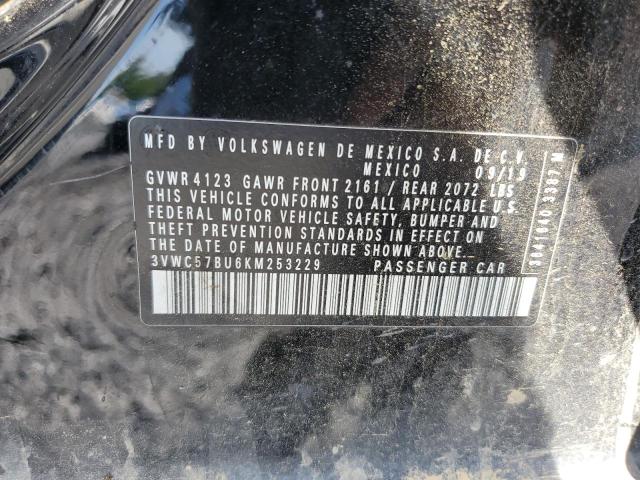 MFD BY VOLKSWAGEN DE MEXICO S.A. DE C.V.
MEXICO 09/19
GVWR 4123 GAWR FRONT 2161 / REAR 2072 LBS
THIS VEHICLE CONFORMS TO ALL APPLICABLE U.S.
FEDERAL MOTOR VEHICLE SAFETY, BUMPER AND
THEFT PREVENTION STANDARDS IN EFFECT ON
THE DATE OF MANUFACTURE SHOWN ABOVE.
3VWC57BU6KM253229 PASSENGER CAR